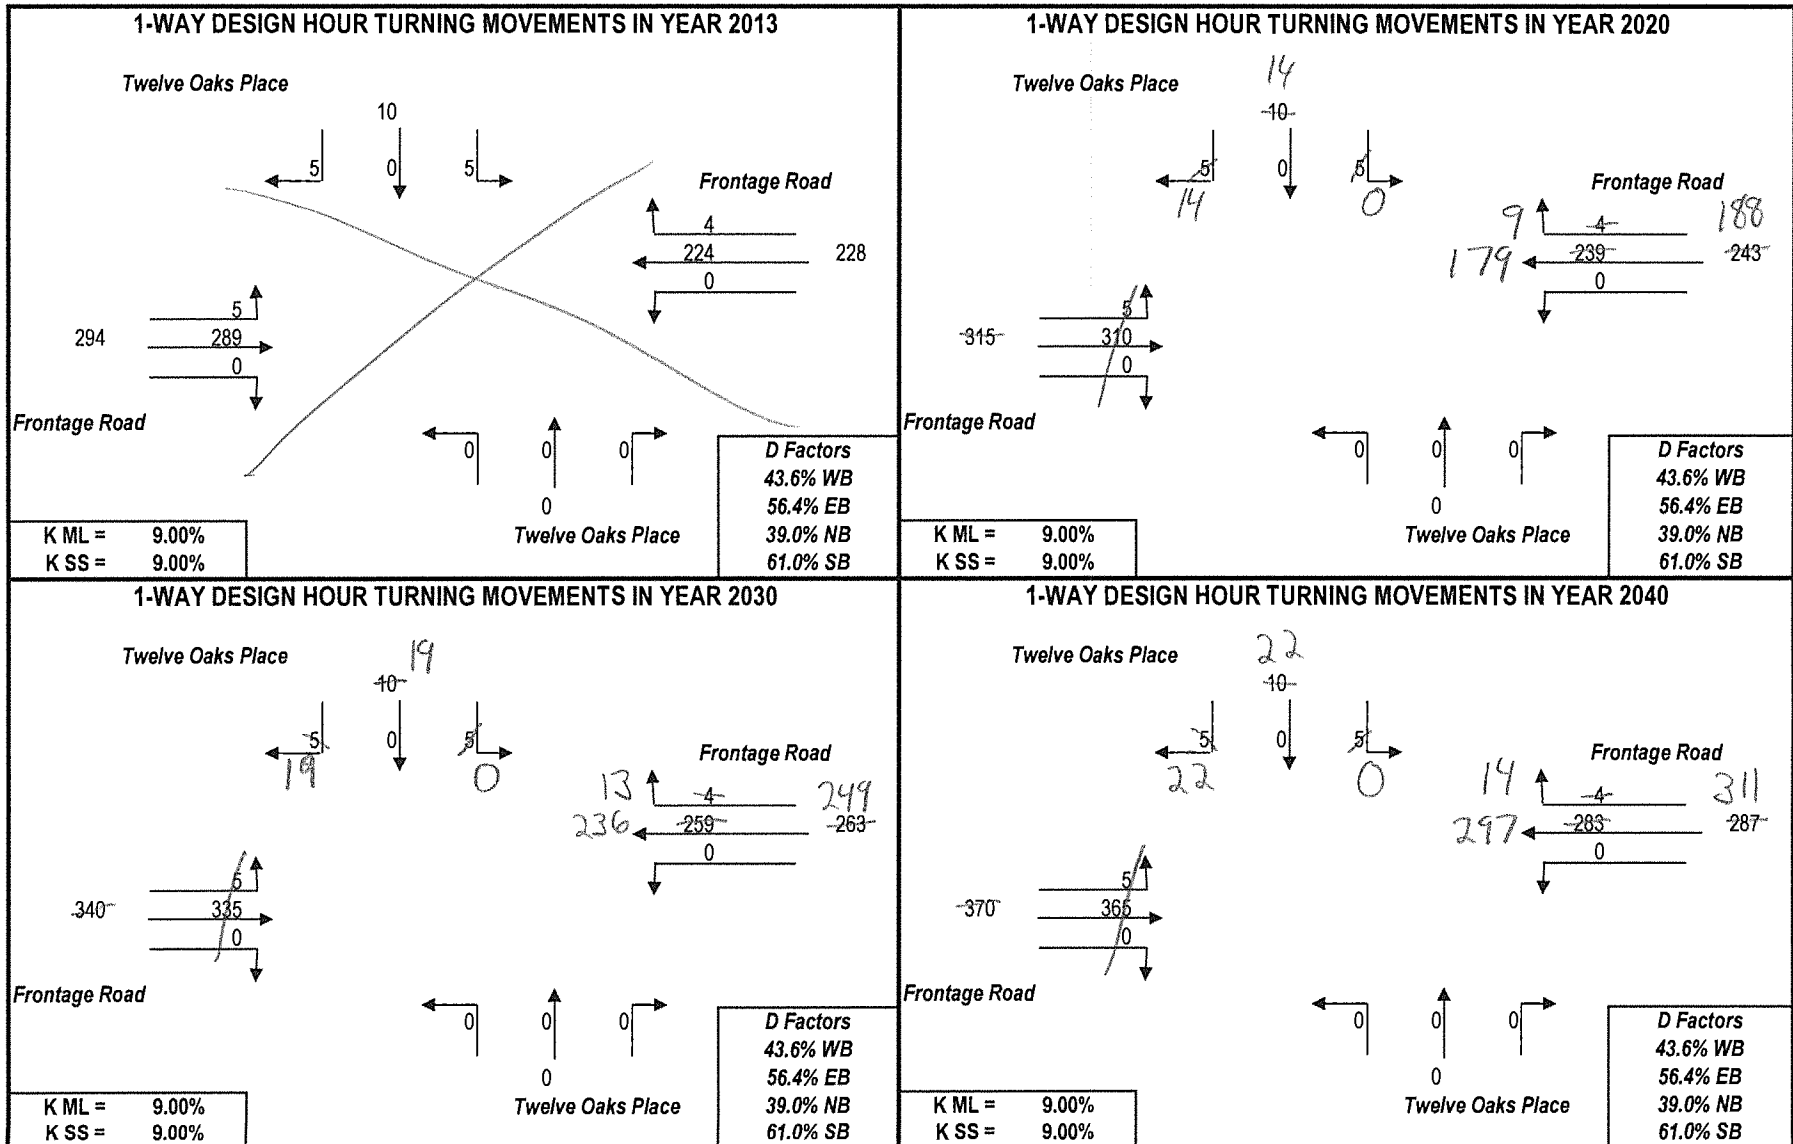 1-WAY DESIGN HOUR TURNING MOVEMENTS IN YEAR 2013
Twelve Oaks Place
10
5 0 5
Frontage Road
4
224 228
0
5
294 289
0
Frontage Road
0 0 0
0
Twelve Oaks Place
D Factors
43.6% WB
56.4% EB
39.0% NB
61.0% SB
K ML = 9.00%
K SS = 9.00%
1-WAY DESIGN HOUR TURNING MOVEMENTS IN YEAR 2020
14
Twelve Oaks Place
10
5 0 5
14 0
Frontage Road
9 4 188
179 239 243
0
5
315 310
0
Frontage Road
0 0 0
0
Twelve Oaks Place
D Factors
43.6% WB
56.4% EB
39.0% NB
61.0% SB
K ML = 9.00%
K SS = 9.00%
1-WAY DESIGN HOUR TURNING MOVEMENTS IN YEAR 2030
Twelve Oaks Place 19
10
5 0 5
19 0
Frontage Road
13 4 249
236 259 263
0
5
340 335
0
Frontage Road
0 0 0
0
Twelve Oaks Place
D Factors
43.6% WB
56.4% EB
39.0% NB
61.0% SB
K ML = 9.00%
K SS = 9.00%
1-WAY DESIGN HOUR TURNING MOVEMENTS IN YEAR 2040
Twelve Oaks Place 22
10
5 0 5
22 0
Frontage Road
14 4 311
297 283 287
0
5
370 365
0
Frontage Road
0 0 0
0
Twelve Oaks Place
D Factors
43.6% WB
56.4% EB
39.0% NB
61.0% SB
K ML = 9.00%
K SS = 9.00%